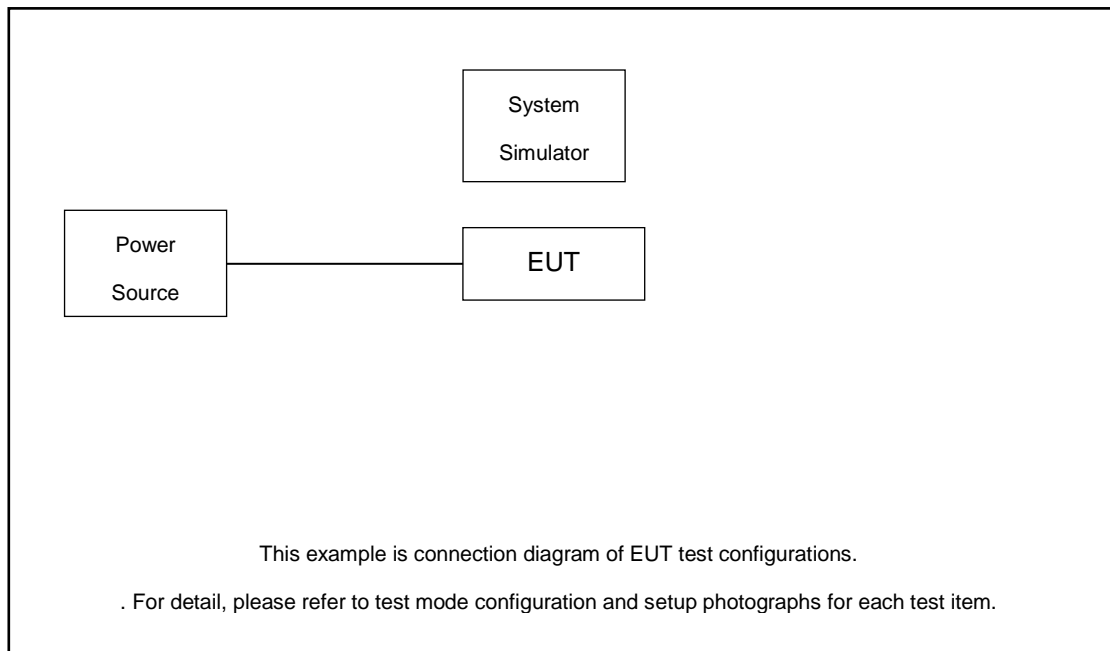 System
Simulator
Power
Source
EUT
This example is connection diagram of EUT test configurations.
. For detail, please refer to test mode configuration and setup photographs for each test item.